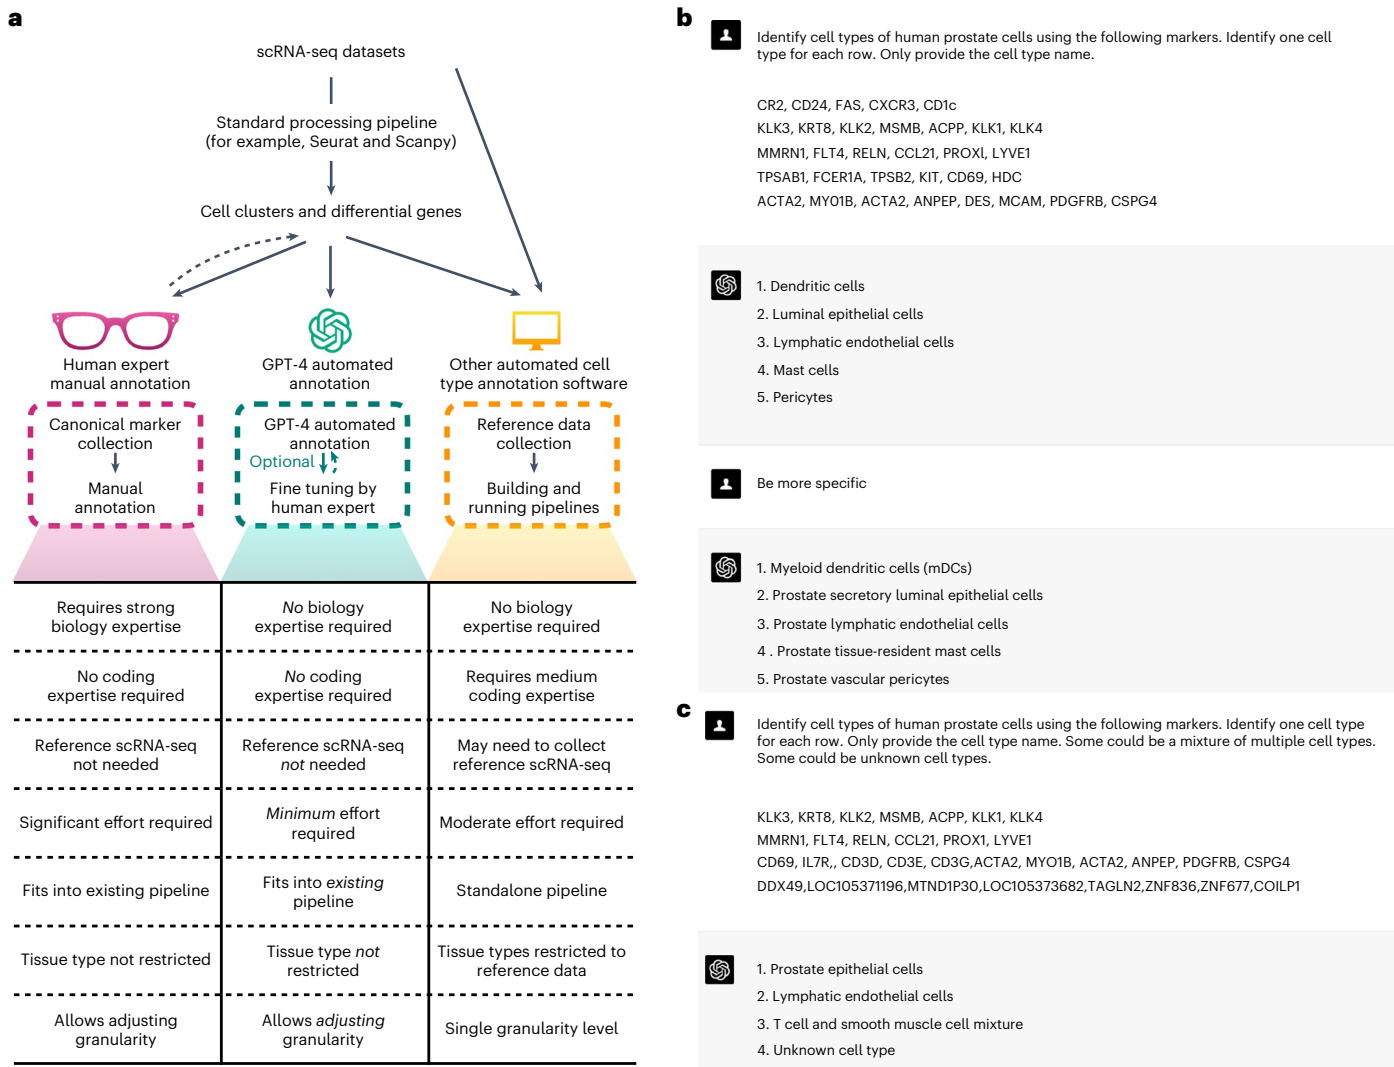 a
scRNA-seq datasets
Standard processing pipeline
(for example, Seurat and Scanpy)
Cell clusters and differential genes
Human expert
manual annotation
GPT-4 automated
annotation
Other automated cell
type annotation software
Canonical marker
collection
Manual
annotation
GPT-4 automated
annotation
Optional
Fine tuning by
human expert
Reference data
collection
Building and
running pipelines
Requires strong
biology expertise
No biology
expertise required
No biology
expertise required
No coding
expertise required
No coding
expertise required
Requires medium
coding expertise
Reference scRNA-seq
not needed
Reference scRNA-seq
not needed
May need to collect
reference scRNA-seq
Significant effort required
Minimum effort
required
Moderate effort required
Fits into existing pipeline
Fits into existing
pipeline
Standalone pipeline
Tissue type not restricted
Tissue type not
restricted
Tissue types restricted to
reference data
Allows adjusting
granularity
Allows adjusting
granularity
Single granularity level
b
Identify cell types of human prostate cells using the following markers. Identify one cell
type for each row. Only provide the cell type name.
CR2, CD24, FAS, CXCR3, CD1c
KLK3, KRT8, KLK2, MSMB, ACPP, KLK1, KLK4
MMRN1, FLT4, RELN, CCL21, PROXl, LYVE1
TPSAB1, FCER1A, TPSB2, KIT, CD69, HDC
ACTA2, MY01B, ACTA2, ANPEP, DES, MCAM, PDGFRB, CSPG4
1. Dendritic cells
2. Luminal epithelial cells
3. Lymphatic endothelial cells
4. Mast cells
5. Pericytes
Be more specific
1. Myeloid dendritic cells (mDCs)
2. Prostate secretory luminal epithelial cells
3. Prostate lymphatic endothelial cells
4 . Prostate tissue-resident mast cells
5. Prostate vascular pericytes
c
Identify cell types of human prostate cells using the following markers. Identify one cell type
for each row. Only provide the cell type name. Some could be a mixture of multiple cell types.
Some could be unknown cell types.
KLK3, KRT8, KLK2, MSMB, ACPP, KLK1, KLK4
MMRN1, FLT4, RELN, CCL21, PROX1, LYVE1
CD69, IL7R,, CD3D, CD3E, CD3G,ACTA2, MYO1B, ACTA2, ANPEP, PDGFRB, CSPG4
DDX49,LOC105371196,MTND1P30,LOC105373682,TAGLN2,ZNF836,ZNF677,COILP1
1. Prostate epithelial cells
2. Lymphatic endothelial cells
3. T cell and smooth muscle cell mixture
4. Unknown cell type